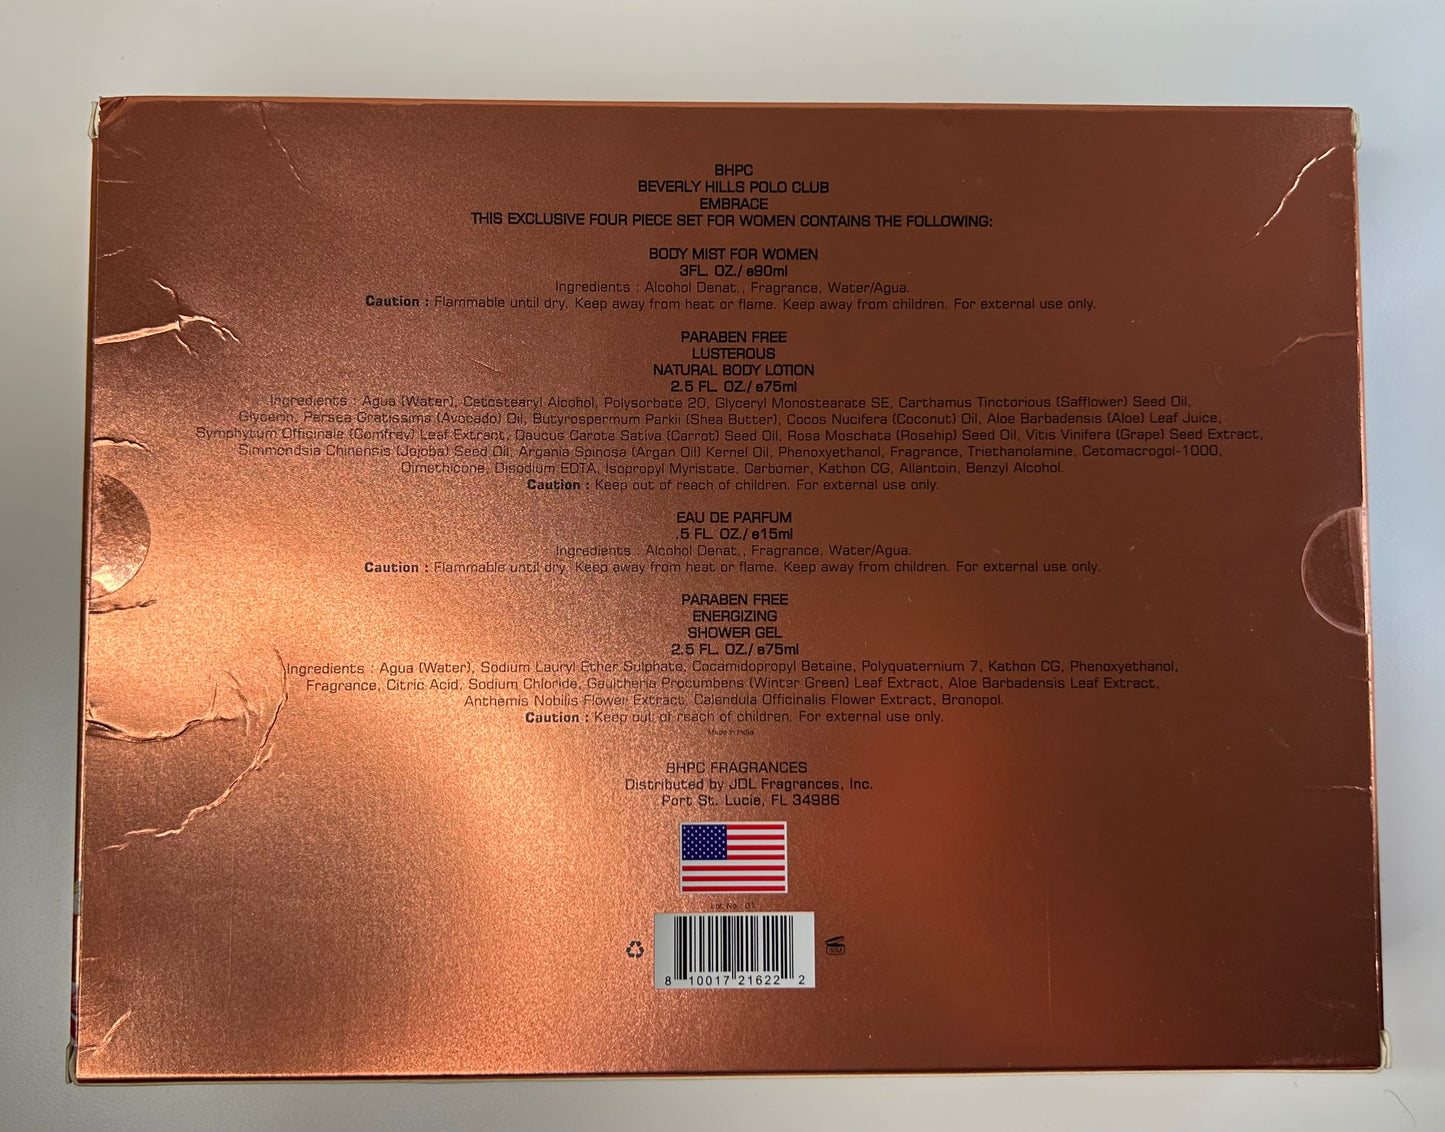 BHPC
BEVERLY HILLS POLO CLUB
EMBRACE
THIS EXCLUSIVE FOUR PIECE SET FOR WOMEN CONTAINS THE FOLLOWING:
BODY MIST FOR WOMEN
3FL. OZ./ e90ml
Ingredients : Alcohol Denat., Fragrance, Water/Agua.
Caution : Flammable until dry. Keep away from heat or flame. Keep away from children. For external use only.
PARABEN FREE
LUSTEROUS
NATURAL BODY LOTION
2.5 FL. OZ./ e75ml
Ingredients : Agua (Water), Cetostearyl Alcohol, Polysorbate 20, Glyceryl Monostearate SE, Carthamus Tinctorious (Safflower) Seed Oil,
Glycerin, Persea Gratissima (Avocado) Oil, Butyrospermum Parkii (Shea Butter), Cocos Nucifera (Coconut) Oil, Aloe Barbadensis (Aloe) Leaf Juice,
Symphytum Officinale (Comfrey) Leaf Extract, Daucus Carota Sativa (Carrot) Seed Oil, Rosa Moschata (Rosehip) Seed Oil, Vitis Vinifera (Grape) Seed Extract,
Simmondsia Chinensis (Jojoba) Seed Oil, Argania Spinosa (Argan Oil) Kernel Oil, Phenoxyethanol, Fragrance, Triethanolamine, Cetomacrogol-1000,
Dimethicone, Disodium EDTA, Isopropyl Myristate, Carbomer, Kathon CG, Allantoin, Benzyl Alcohol.
Caution : Keep out of reach of children. For external use only.
EAU DE PARFUM
.5 FL. OZ./ e15ml
Ingredients : Alcohol Denat., Fragrance, Water/Agua.
Caution : Flammable until dry. Keep away from heat or flame. Keep away from children. For external use only.
PARABEN FREE
ENERGIZING
SHOWER GEL
2.5 FL. OZ./ e75ml
Ingredients : Agua (Water), Sodium Lauryl Ether Sulphate, Cocamidopropyl Betaine, Polyquaternium 7, Kathon CG, Phenoxyethanol,
Fragrance, Citric Acid, Sodium Chloride, Gaultheria Procumbens (Winter Green) Leaf Extract, Aloe Barbadensis Leaf Extract,
Anthemis Nobilis Flower Extract, Calendula Officinalis Flower Extract, Bronopol.
Caution : Keep out of reach of children. For external use only.
Made in India
BHPC FRAGRANCES
Distributed by JDL Fragrances, Inc.
Port St. Lucie, FL 34986
Lot. No.: 01
8 10017 21622 2